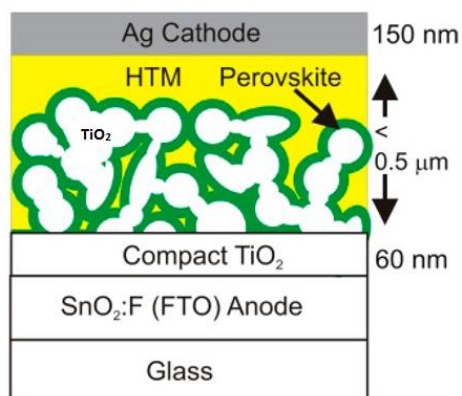 Ag Cathode
150 nm
HTM
Perovskite
TiO₂
<
0.5 μm
Compact TiO₂
60 nm
SnO₂:F (FTO) Anode
Glass